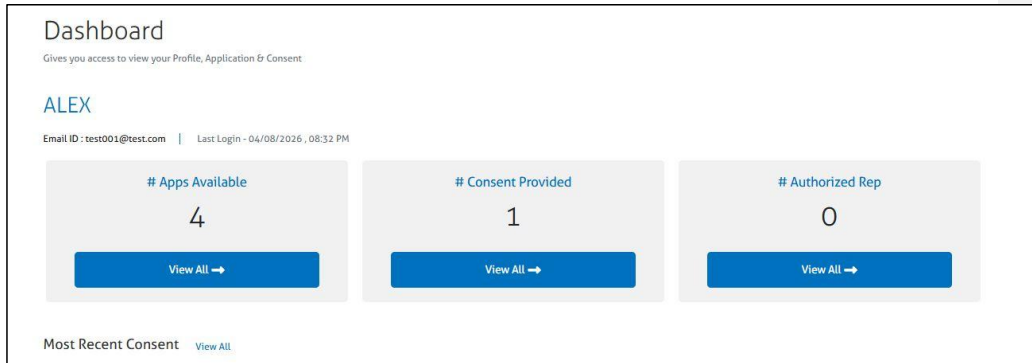 Dashboard
Gives you access to view your Profile, Application & Consent
ALEX
Email ID : test001@test.com | Last Login - 04/08/2026 , 08:32 PM
# Apps Available
4
View All →
# Consent Provided
1
View All →
# Authorized Rep
0
View All →
Most Recent Consent View All